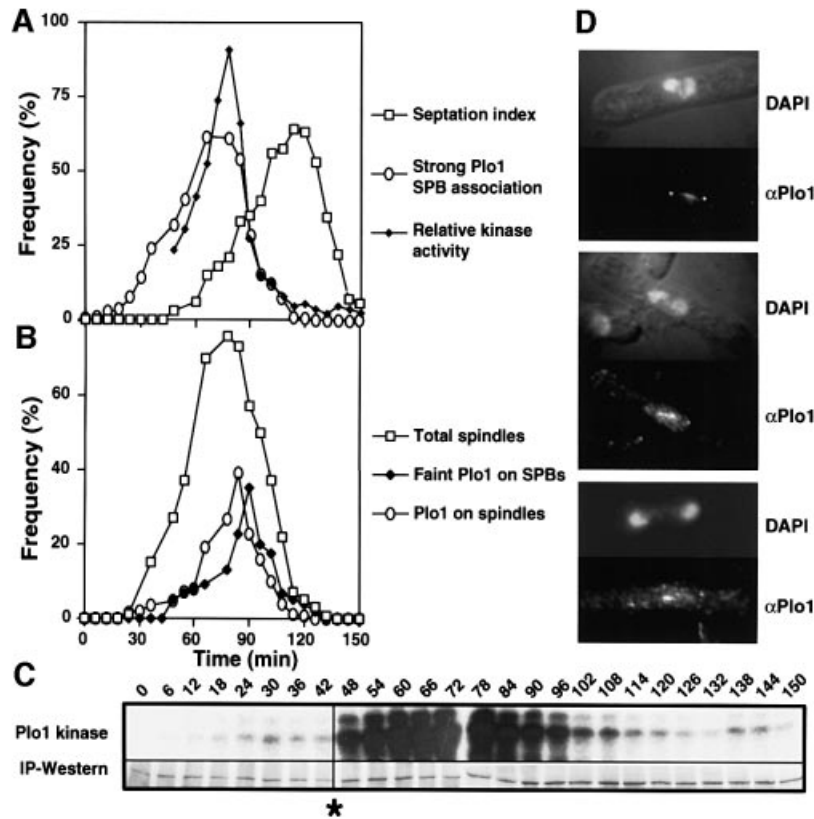 A
Frequency (%)
100
75
50
25
0
Septation index
Strong Plo1
SPB association
Relative kinase
activity
B
Frequency (%)
60
40
20
0
0 30 60 90 120 150
Time (min)
Total spindles
Faint Plo1 on SPBs
Plo1 on spindles
C
0 6 12 18 24 30 36 42 48 54 60 66 72 78 84 90 96 102 108 114 120 126 132 138 144 150
Plo1 kinase
IP-Western
*
D
DAPI
αPlo1
DAPI
αPlo1
DAPI
αPlo1